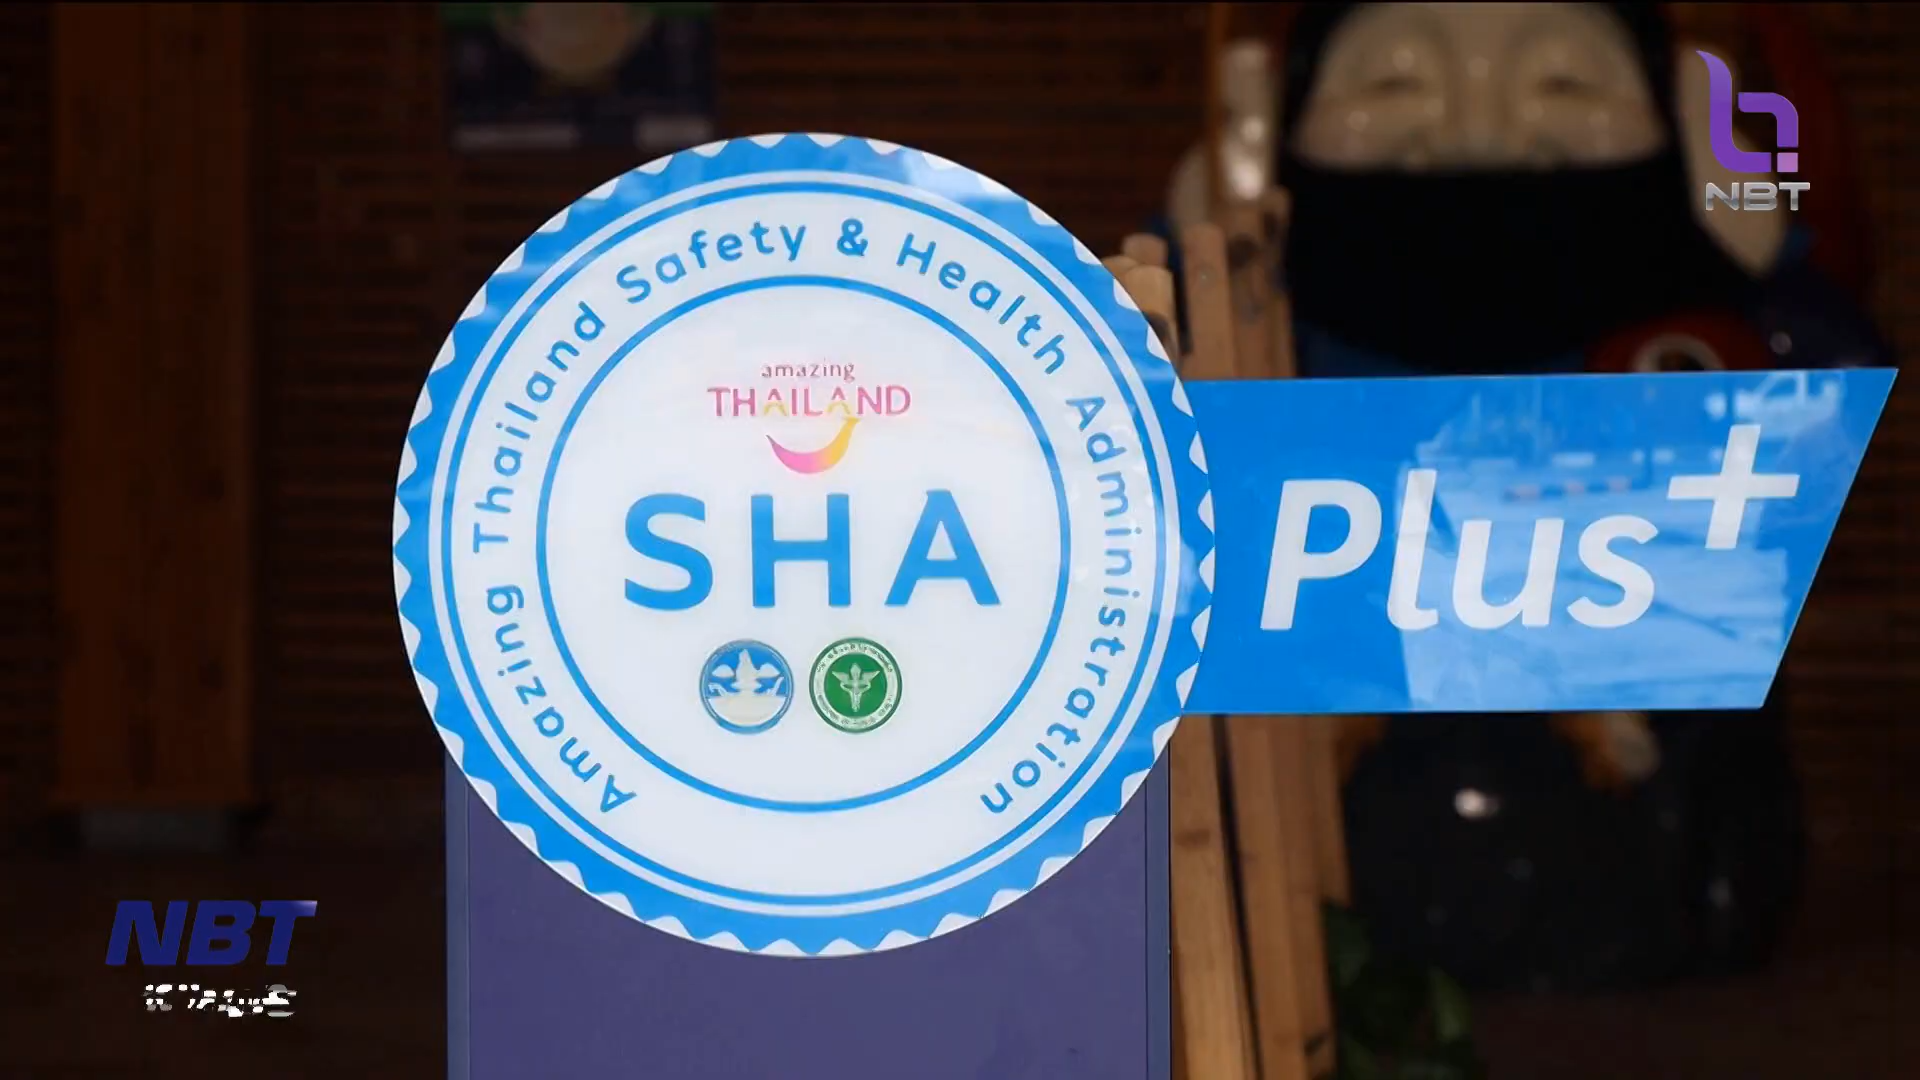 NBT
Amazing Thailand Safety & Health Administration
amazing
THAILAND
SHA
Plus+
NBT